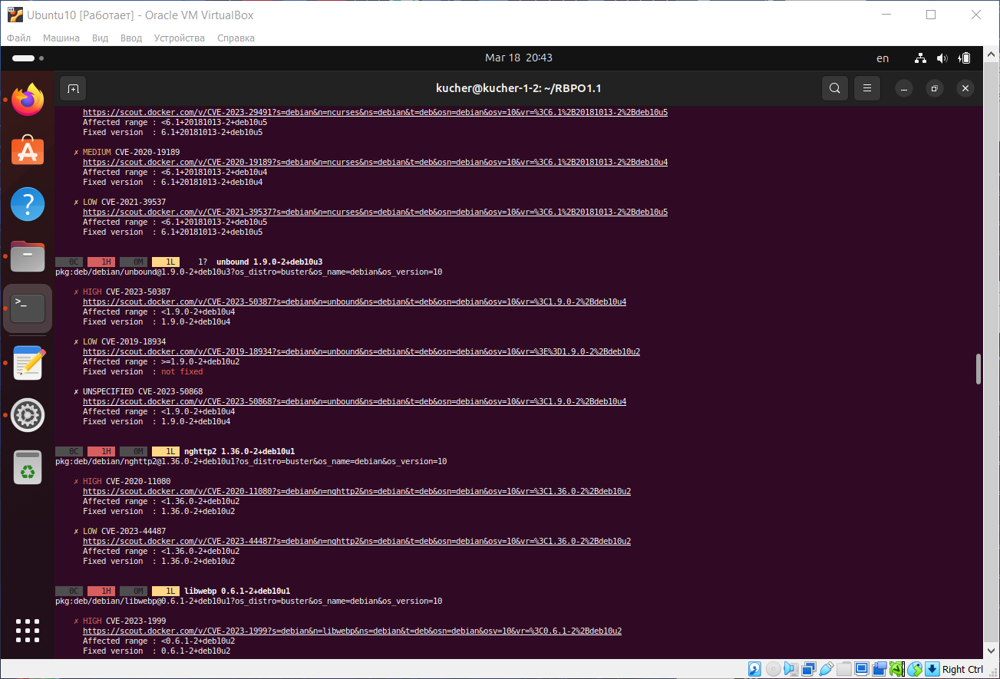 Ubuntu10 [Работает] - Oracle VM VirtualBox
Файл Машина Вид Ввод Устройства Справка
Mar 18 20:43
en
kucher@kucher-1-2: ~/RBPO1.1
https://scout.docker.com/v/CVE-2023-29491?s=debian&n=ncurses&ns=debian&t=deb&osn=debian&osv=10&vr=%3C6.1%2B20181013-2%2Bdeb10u5
Affected range : <6.1+20181013-2+deb10u5
Fixed version : 6.1+20181013-2+deb10u5
✗ MEDIUM CVE-2020-19189
https://scout.docker.com/v/CVE-2020-19189?s=debian&n=ncurses&ns=debian&t=deb&osn=debian&osv=10&vr=%3C6.1%2B20181013-2%2Bdeb10u4
Affected range : <6.1+20181013-2+deb10u4
Fixed version : 6.1+20181013-2+deb10u4
✗ LOW CVE-2021-39537
https://scout.docker.com/v/CVE-2021-39537?s=debian&n=ncurses&ns=debian&t=deb&osn=debian&osv=10&vr=%3C6.1%2B20181013-2%2Bdeb10u5
Affected range : <6.1+20181013-2+deb10u5
Fixed version : 6.1+20181013-2+deb10u5
0C 1H 0M 1L 1? unbound 1.9.0-2+deb10u3
pkg:deb/debian/unbound@1.9.0-2+deb10u3?os_distro=buster&os_name=debian&os_version=10
✗ HIGH CVE-2023-50387
https://scout.docker.com/v/CVE-2023-50387?s=debian&n=unbound&ns=debian&t=deb&osn=debian&osv=10&vr=%3C1.9.0-2%2Bdeb10u4
Affected range : <1.9.0-2+deb10u4
Fixed version : 1.9.0-2+deb10u4
✗ LOW CVE-2019-18934
https://scout.docker.com/v/CVE-2019-18934?s=debian&n=unbound&ns=debian&t=deb&osn=debian&osv=10&vr=%3E%3D1.9.0-2%2Bdeb10u2
Affected range : >=1.9.0-2+deb10u2
Fixed version : not fixed
✗ UNSPECIFIED CVE-2023-50868
https://scout.docker.com/v/CVE-2023-50868?s=debian&n=unbound&ns=debian&t=deb&osn=debian&osv=10&vr=%3C1.9.0-2%2Bdeb10u4
Affected range : <1.9.0-2+deb10u4
Fixed version : 1.9.0-2+deb10u4
0C 1H 0M 1L nghttp2 1.36.0-2+deb10u1
pkg:deb/debian/nghttp2@1.36.0-2+deb10u1?os_distro=buster&os_name=debian&os_version=10
✗ HIGH CVE-2020-11080
https://scout.docker.com/v/CVE-2020-11080?s=debian&n=nghttp2&ns=debian&t=deb&osn=debian&osv=10&vr=%3C1.36.0-2%2Bdeb10u2
Affected range : <1.36.0-2+deb10u2
Fixed version : 1.36.0-2+deb10u2
✗ LOW CVE-2023-44487
https://scout.docker.com/v/CVE-2023-44487?s=debian&n=nghttp2&ns=debian&t=deb&osn=debian&osv=10&vr=%3C1.36.0-2%2Bdeb10u2
Affected range : <1.36.0-2+deb10u2
Fixed version : 1.36.0-2+deb10u2
0C 1H 0M 1L libwebp 0.6.1-2+deb10u1
pkg:deb/debian/libwebp@0.6.1-2+deb10u1?os_distro=buster&os_name=debian&os_version=10
✗ HIGH CVE-2023-1999
https://scout.docker.com/v/CVE-2023-1999?s=debian&n=libwebp&ns=debian&t=deb&osn=debian&osv=10&vr=%3C0.6.1-2%2Bdeb10u2
Affected range : <0.6.1-2+deb10u2
Fixed version : 0.6.1-2+deb10u2
Right Ctrl